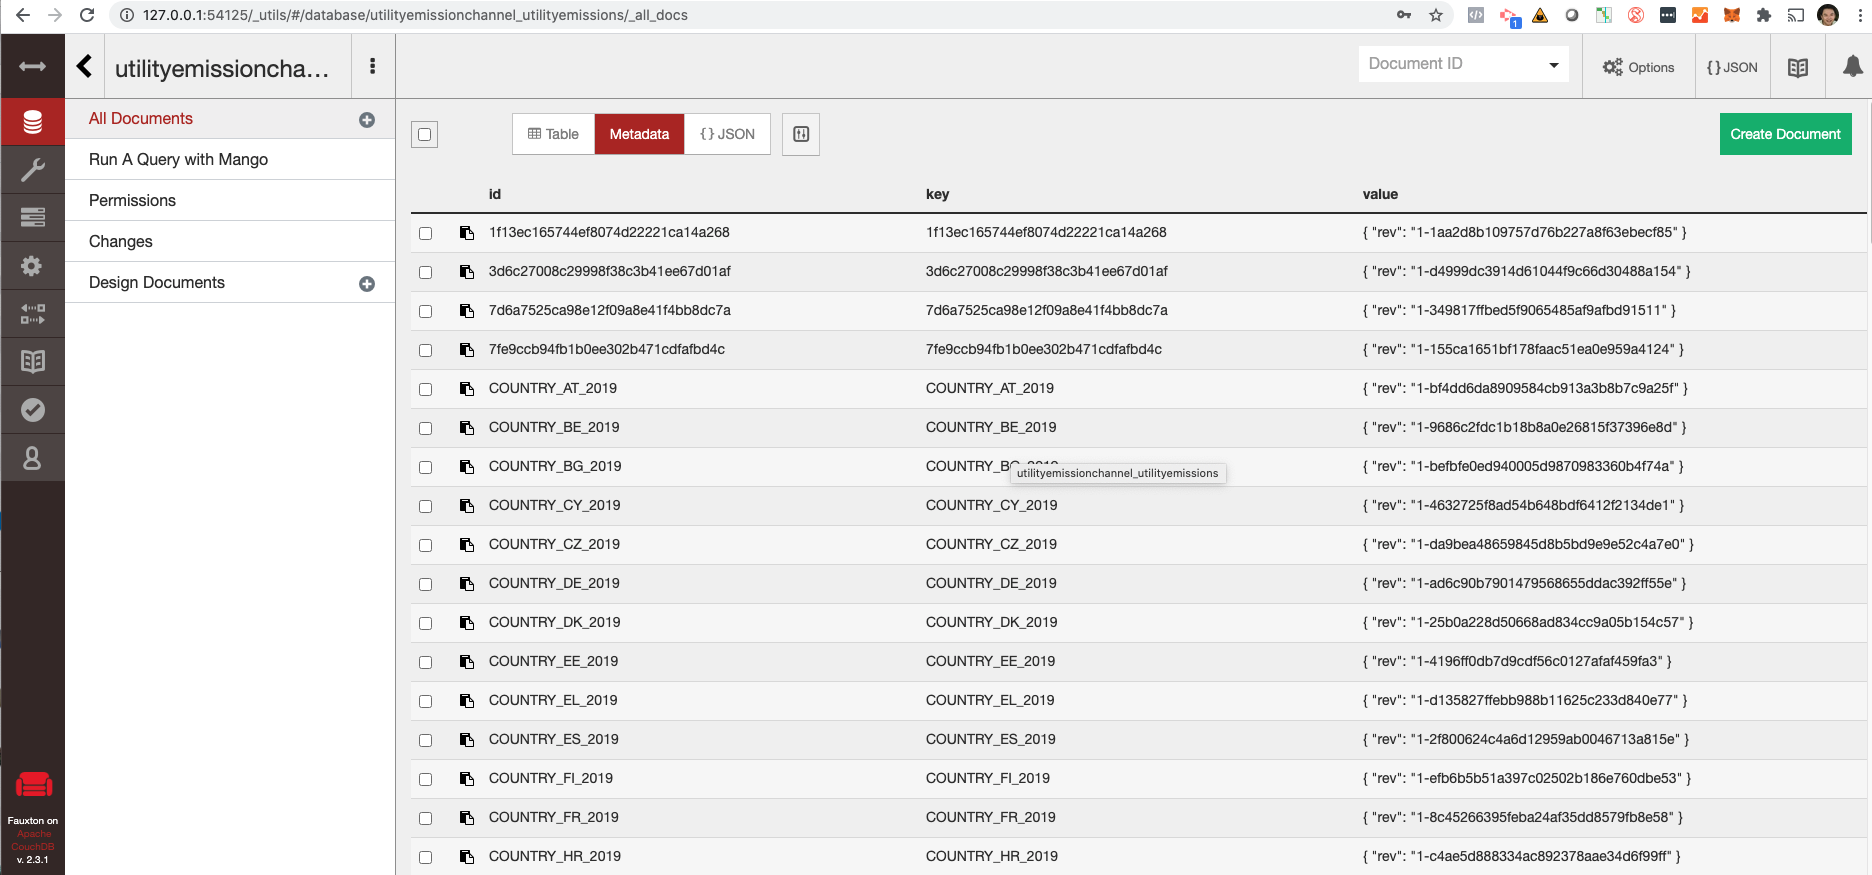 127.0.0.1:54125/_utils/#/database/utilityemissionchannel_utilityemissions/_all_docs
1
utilityemissioncha...
Document ID
Options
{ } JSON
All Documents
Run A Query with Mango
Permissions
Changes
Design Documents
Table
Metadata
{ } JSON
Create Document
id key value
1f13ec165744ef8074d22221ca14a268 1f13ec165744ef8074d22221ca14a268 { "rev": "1-1aa2d8b109757d76b227a8f63ebecf85" }
3d6c27008c29998f38c3b41ee67d01af 3d6c27008c29998f38c3b41ee67d01af { "rev": "1-d4999dc3914d61044f9c66d30488a154" }
7d6a7525ca98e12f09a8e41f4bb8dc7a 7d6a7525ca98e12f09a8e41f4bb8dc7a { "rev": "1-349817ffbed5f9065485af9afbd91511" }
7fe9ccb94fb1b0ee302b471cdfafbd4c 7fe9ccb94fb1b0ee302b471cdfafbd4c { "rev": "1-155ca1651bf178faac51ea0e959a4124" }
COUNTRY_AT_2019 COUNTRY_AT_2019 { "rev": "1-bf4dd6da8909584cb913a3b8b7c9a25f" }
COUNTRY_BE_2019 COUNTRY_BE_2019 { "rev": "1-9686c2fdc1b18b8a0e26815f37396e8d" }
COUNTRY_BG_2019 COUNTRY_BG_2019 { "rev": "1-befbfe0ed940005d9870983360b4f74a" }
utilityemissionchannel_utilityemissions
COUNTRY_CY_2019 COUNTRY_CY_2019 { "rev": "1-4632725f8ad54b648bdf6412f2134de1" }
COUNTRY_CZ_2019 COUNTRY_CZ_2019 { "rev": "1-da9bea48659845d8b5bd9e9e52c4a7e0" }
COUNTRY_DE_2019 COUNTRY_DE_2019 { "rev": "1-ad6c90b7901479568655ddac392ff55e" }
COUNTRY_DK_2019 COUNTRY_DK_2019 { "rev": "1-25b0a228d50668ad834cc9a05b154c57" }
COUNTRY_EE_2019 COUNTRY_EE_2019 { "rev": "1-4196ff0db7d9cdf56c0127afaf459fa3" }
COUNTRY_EL_2019 COUNTRY_EL_2019 { "rev": "1-d135827ffebb988b11625c233d840e77" }
COUNTRY_ES_2019 COUNTRY_ES_2019 { "rev": "1-2f800624c4a6d12959ab0046713a815e" }
COUNTRY_FI_2019 COUNTRY_FI_2019 { "rev": "1-efb6b5b51a397c02502b186e760dbe53" }
COUNTRY_FR_2019 COUNTRY_FR_2019 { "rev": "1-8c45266395feba24af35dd8579fb8e58" }
COUNTRY_HR_2019 COUNTRY_HR_2019 { "rev": "1-c4ae5d888334ac892378aae34d6f99ff" }
Fauxton on
Apache
CouchDB
v. 2.3.1